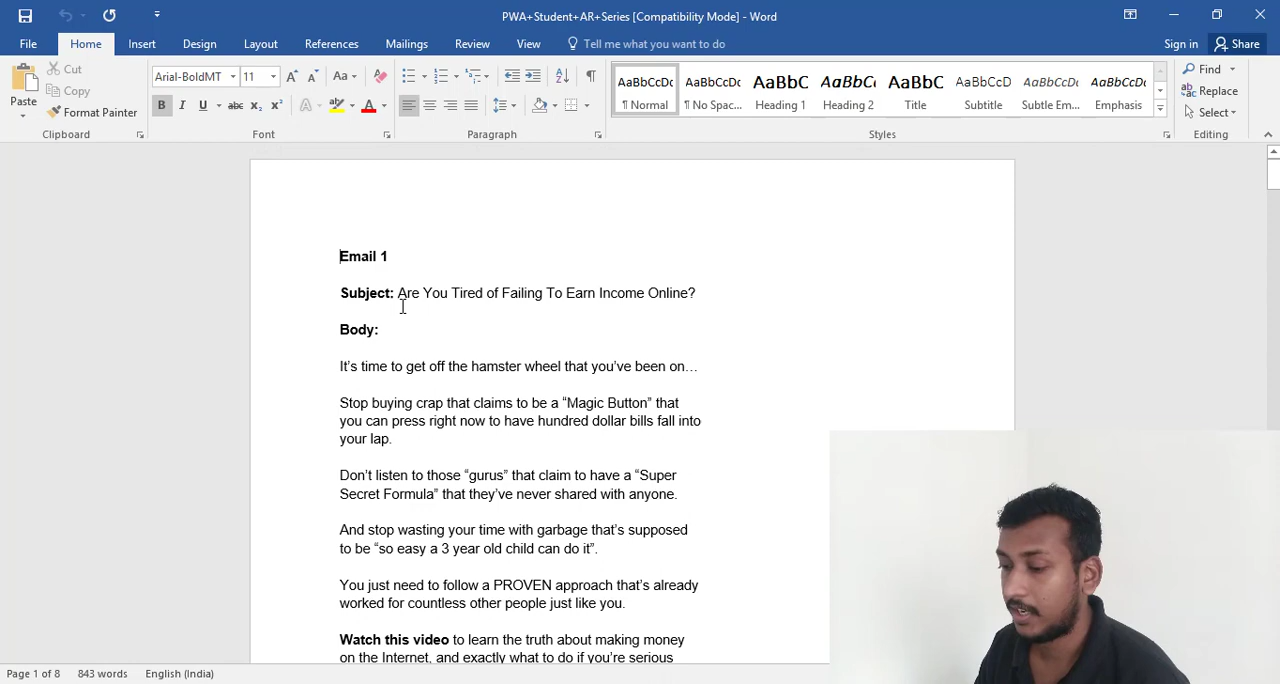 PWA+Student+AR+Series [Compatibility Mode] - Word
File Home Insert Design Layout References Mailings Review View Tell me what you want to do Sign in Share
Paste
Cut
Copy
Format Painter
Clipboard
Arial-BoldMT 11
Font
Paragraph
AaBbCcDc AaBbCcDc AaBbC AaBbCc AaBbC AaBbCcD AaBbCcDc AaBbCcDc
¶ Normal ¶ No Spac... Heading 1 Heading 2 Title Subtitle Subtle Em... Emphasis
Styles
Find
Replace
Select
Editing
Email 1
Subject: Are You Tired of Failing To Earn Income Online?
Body:
It’s time to get off the hamster wheel that you’ve been on…
Stop buying crap that claims to be a “Magic Button” that
you can press right now to have hundred dollar bills fall into
your lap.
Don’t listen to those “gurus” that claim to have a “Super
Secret Formula” that they’ve never shared with anyone.
And stop wasting your time with garbage that’s supposed
to be “so easy a 3 year old child can do it”.
You just need to follow a PROVEN approach that’s already
worked for countless other people just like you.
Watch this video to learn the truth about making money
on the Internet, and exactly what to do if you’re serious
Page 1 of 8 843 words English (India)